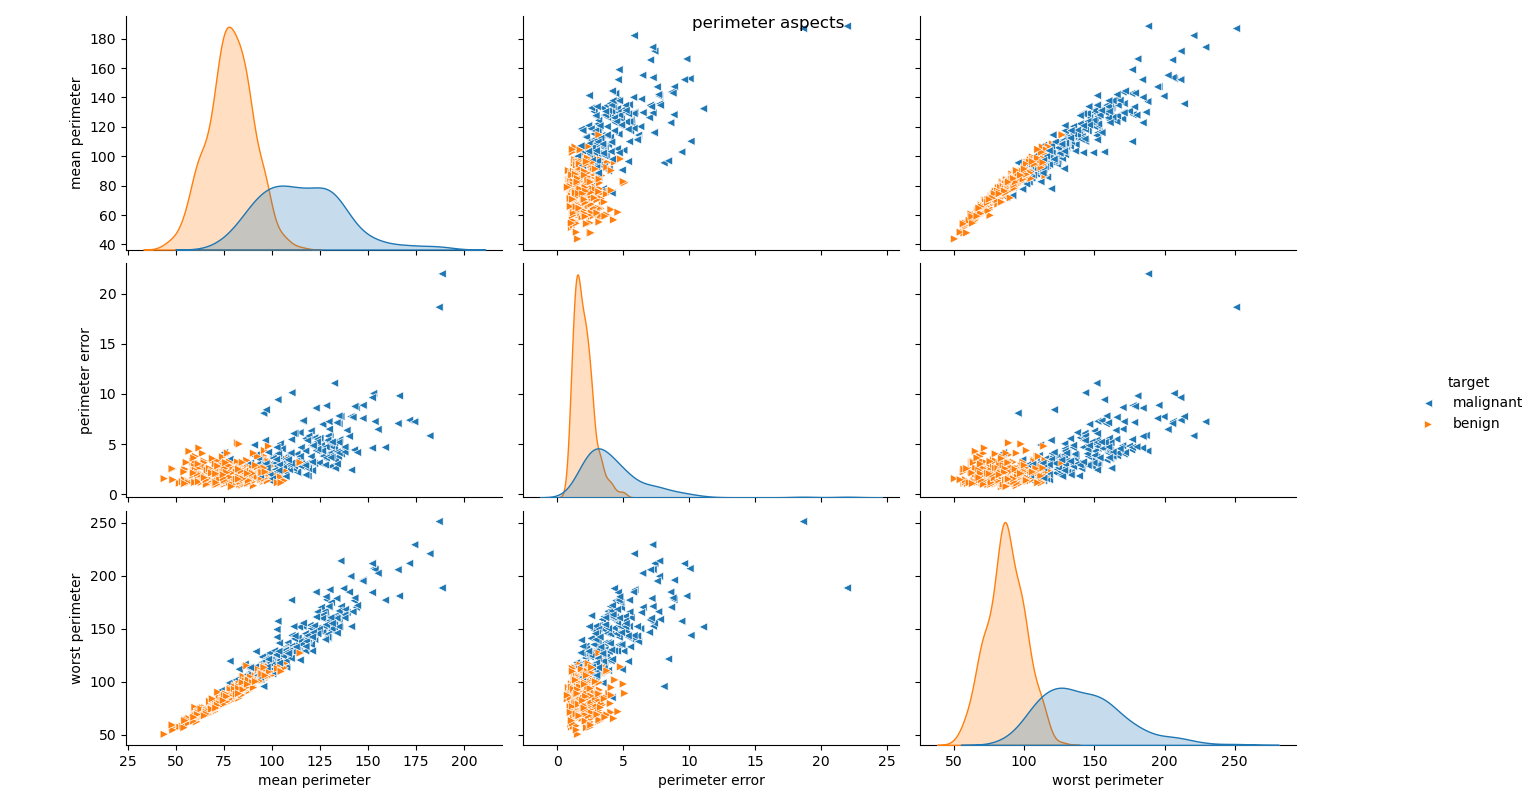 perimeter aspects
mean perimeter
180
160
140
120
100
80
60
40
perimeter error
20
15
10
5
0
worst perimeter
250
200
150
100
50
25 50 75 100 125 150 175 200
0 5 10 15 20 25
50 100 150 200 250
mean perimeter
perimeter error
worst perimeter
target
malignant
benign